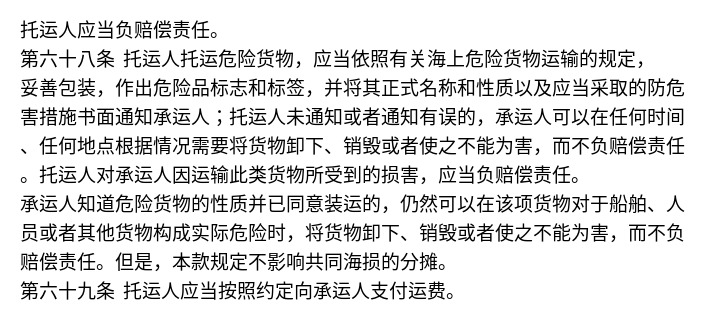 托运人应当负赔偿责任。
第六十八条 托运人托运危险货物，应当依照有关海上危险货物运输的规定，
妥善包装，作出危险品标志和标签，并将其正式名称和性质以及应当采取的防危
害措施书面通知承运人；托运人未通知或者通知有误的，承运人可以在任何时间
、任何地点根据情况需要将货物卸下、销毁或者使之不能为害，而不负赔偿责任
。托运人对承运人因运输此类货物所受到的损害，应当负赔偿责任。
承运人知道危险货物的性质并已同意装运的，仍然可以在该项货物对于船舶、人
员或者其他货物构成实际危险时，将货物卸下、销毁或者使之不能为害，而不负
赔偿责任。但是，本款规定不影响共同海损的分摊。
第六十九条 托运人应当按照约定向承运人支付运费。